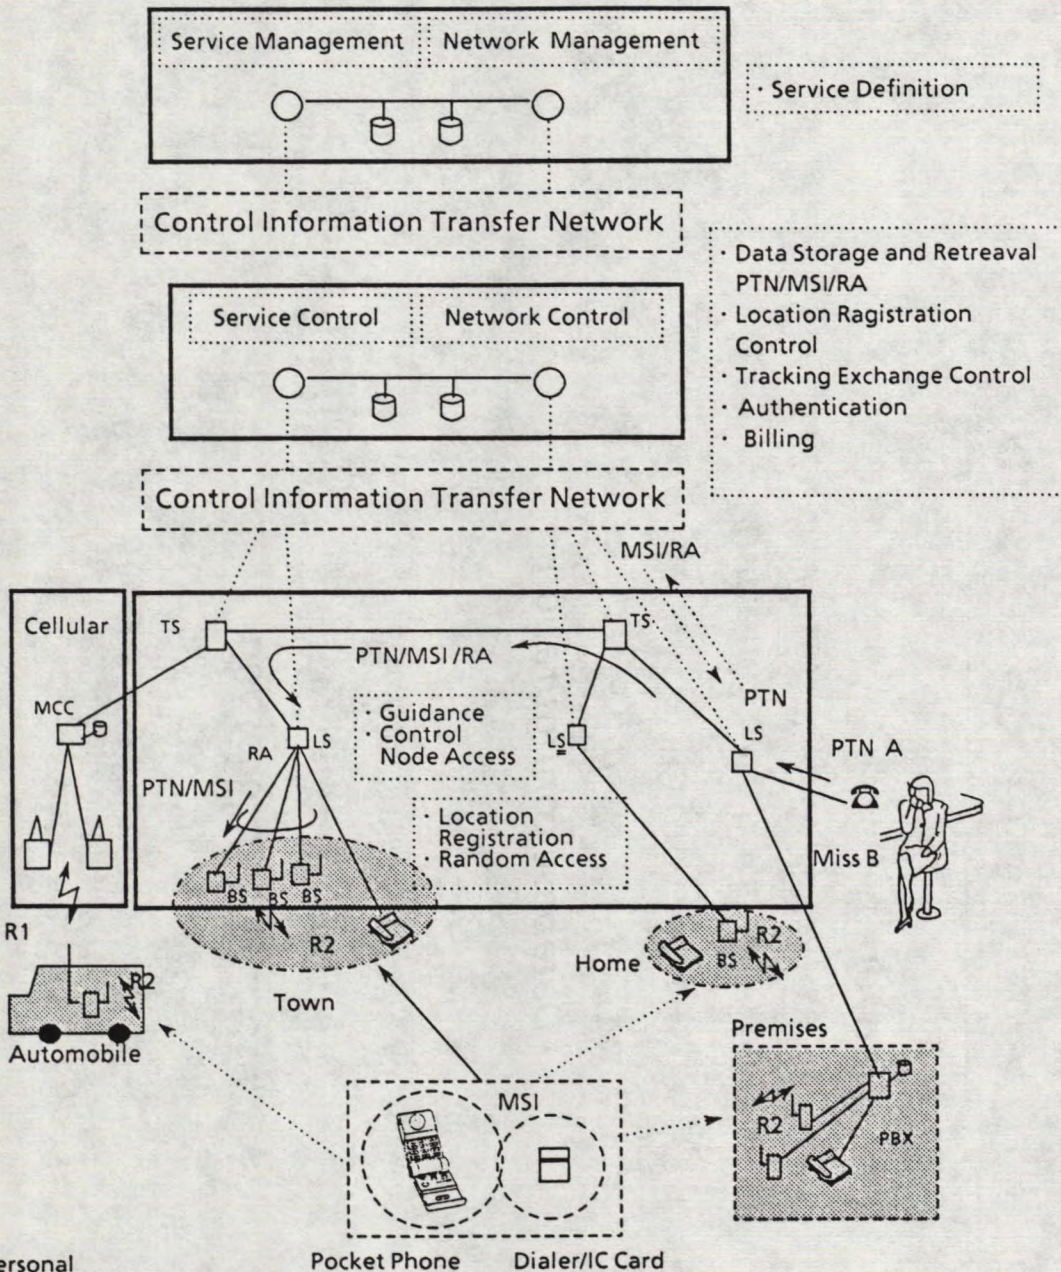 Service Management
Network Management
· Service Definition
Control Information Transfer Network
· Data Storage and Retreaval
PTN/MSI/RA
· Location Ragistration
Control
· Tracking Exchange Control
· Authentication
· Billing
Service Control
Network Control
Control Information Transfer Network
MSI/RA
Cellular
TS
TS
PTN/MSI/RA
PTN
MCC
· Guidance
· Control
Node Access
RA
LS
LS
LS
PTN A
PTN/MSI
· Location
Registration
· Random Access
Miss B
BS
BS
BS
R1
R2
R2
BS
Home
R2
Town
Automobile
Premises
MSI
R2
PBX
Pocket Phone
Dialer/IC Card